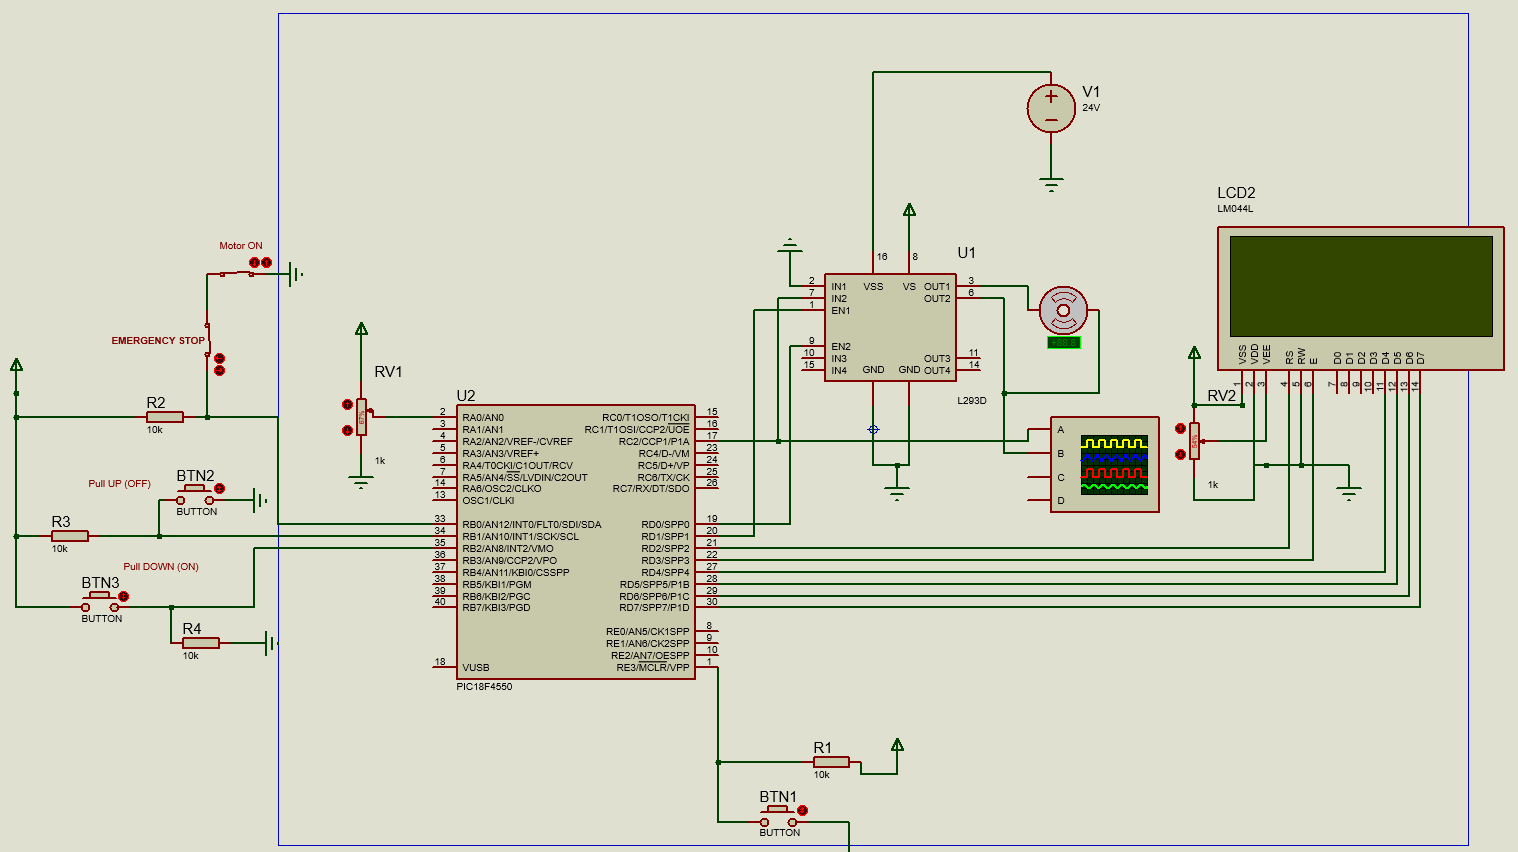 V1
24V
LCD2
LM044L
Motor ON
EMERGENCY STOP
R2
10k
BTN2
Pull UP (OFF)
BUTTON
R3
10k
Pull DOWN (ON)
BTN3
BUTTON
R4
10k
RV1
67%
1k
U2
2 RA0/AN0
3 RA1/AN1
4 RA2/AN2/VREF-/CVREF
5 RA3/AN3/VREF+
6 RA4/T0CKI/C1OUT/RCV
7 RA5/AN4/SS/LVDIN/C2OUT
14 RA6/OSC2/CLKO
13 OSC1/CLKI
33 RB0/AN12/INT0/FLT0/SDI/SDA
34 RB1/AN10/INT1/SCK/SCL
35 RB2/AN8/INT2/VMO
36 RB3/AN9/CCP2/VPO
37 RB4/AN11/KBI0/CSSPP
38 RB5/KBI1/PGM
39 RB6/KBI2/PGC
40 RB7/KBI3/PGD
18 VUSB
RC0/T1OSO/T1CKI 15
RC1/T1OSI/CCP2/UOE 16
RC2/CCP1/P1A 17
RC4/D-/VM 23
RC5/D+/VP 24
RC6/TX/CK 25
RC7/RX/DT/SDO 26
RD0/SPP0 19
RD1/SPP1 20
RD2/SPP2 21
RD3/SPP3 22
RD4/SPP4 27
RD5/SPP5/P1B 28
RD6/SPP6/P1C 29
RD7/SPP7/P1D 30
RE0/AN5/CK1SPP 8
RE1/AN6/CK2SPP 9
RE2/AN7/OESPP 10
RE3/MCLR/VPP 1
PIC18F4550
U1
16 8
VSS VS
2 IN1
7 IN2
1 EN1
9 EN2
10 IN3
15 IN4
OUT1 3
OUT2 6
OUT3 11
OUT4 14
GND GND
L293D
+88.8
A
B
C
D
VSS VDD VEE RS RW E D0 D1 D2 D3 D4 D5 D6 D7
1 2 3 4 5 6 7 8 9 10 11 12 13 14
RV2
54%
1k
R1
10k
BTN1
BUTTON